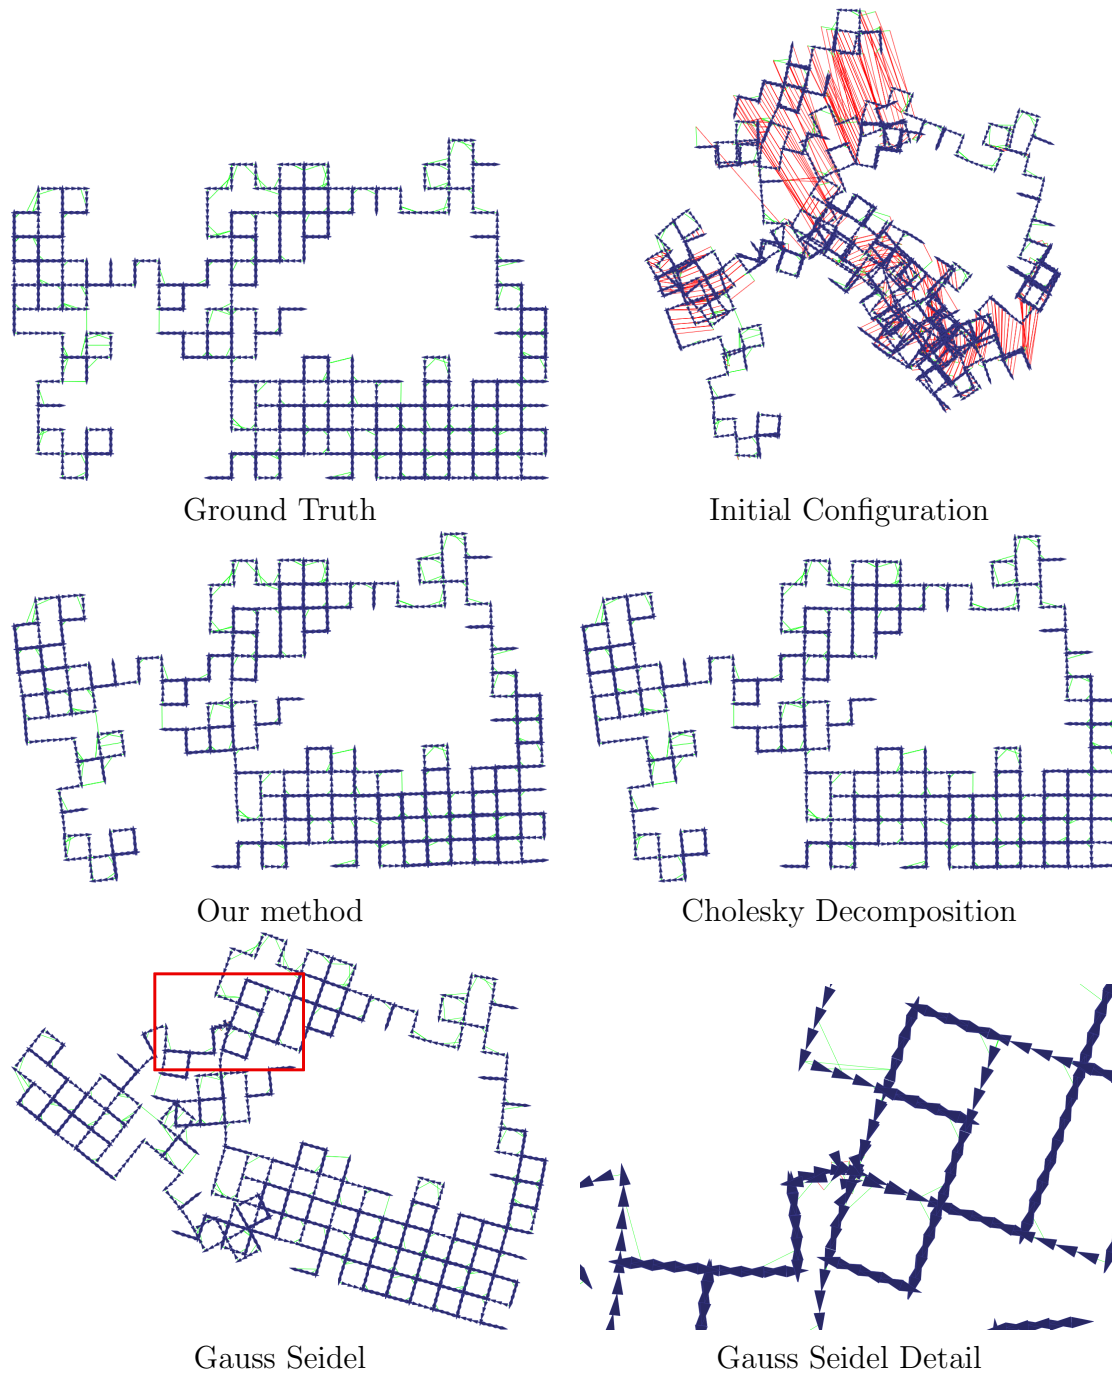 Ground Truth
Initial Configuration
Our method
Cholesky Decomposition
Gauss Seidel
Gauss Seidel Detail